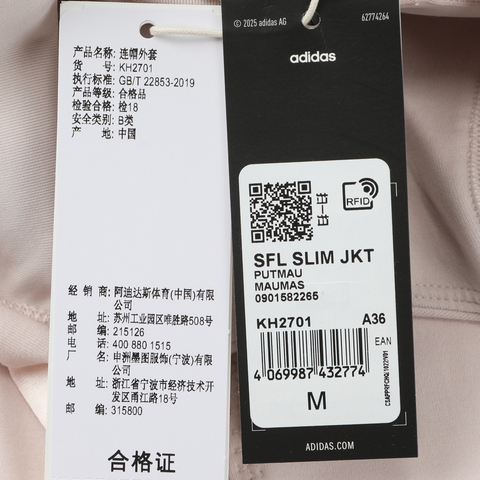 产品名称: 连帽外套
货 号: KH2701
执行标准: GB/T 22853-2019
产品等级: 合格品
检验合格: 检18
安全类别: B类
产 地: 中国
经 销 商: 阿迪达斯体育(中国)有限
公司
地 址: 苏州工业园区唯胜路508号
邮 编: 215126
电 话: 400 880 1515
厂 名: 申洲墨图服饰(宁波)有限
公司
地 址: 浙江省宁波市经济技术开
发区甬江路18号
邮 编: 315800
合格证
© 2025 adidas AG
62774264
adidas
RFID
SFL SLIM JKT
PUTMAU
MAUMAS
0901582265
KH2701 A36
EAN
4 069987 432774
M
ADIDAS.COM